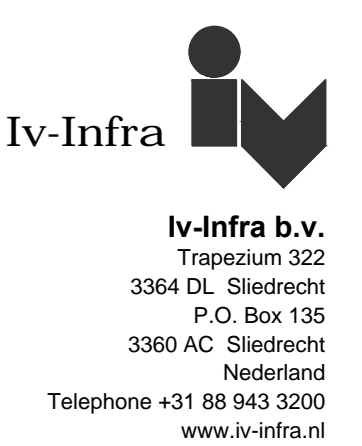 Iv-Infra
Iv-Infra b.v.
Trapezium 322
3364 DL  Sliedrecht
P.O. Box 135
3360 AC  Sliedrecht
Nederland
Telephone +31 88 943 3200
www.iv-infra.nl